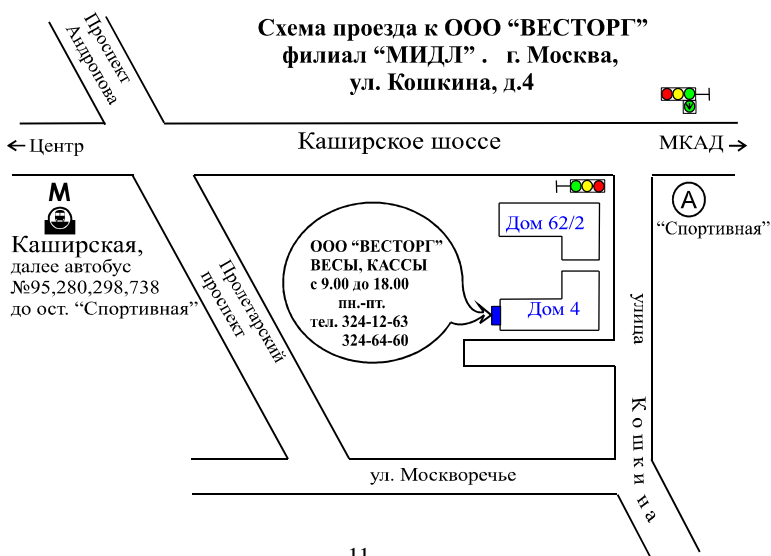 Схема проезда к ООО “ВЕСТОРГ”
филиал “МИДЛ” . г. Москва,
ул. Кошкина, д.4
Проспект
Андропова
Центр
Каширское шоссе
МКАД
М
Каширская,
далее автобус
№95,280,298,738
до ост. “Спортивная”
А
“Спортивная”
ООО “ВЕСТОРГ”
ВЕСЫ, КАССЫ
с 9.00 до 18.00
пн.-пт.
тел. 324-12-63
324-64-60
Дом 62/2
Дом 4
Пролетарский
проспект
улица
Кошкина
ул. Москворечье
11